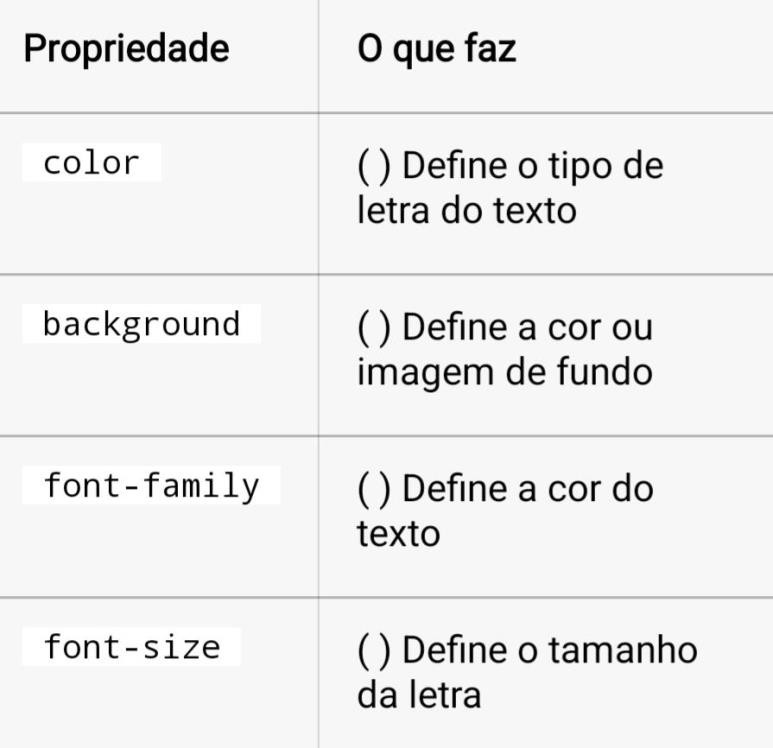 Propriedade O que faz
color ( ) Define o tipo de
letra do texto
background ( ) Define a cor ou
imagem de fundo
font-family ( ) Define a cor do
texto
font-size ( ) Define o tamanho
da letra